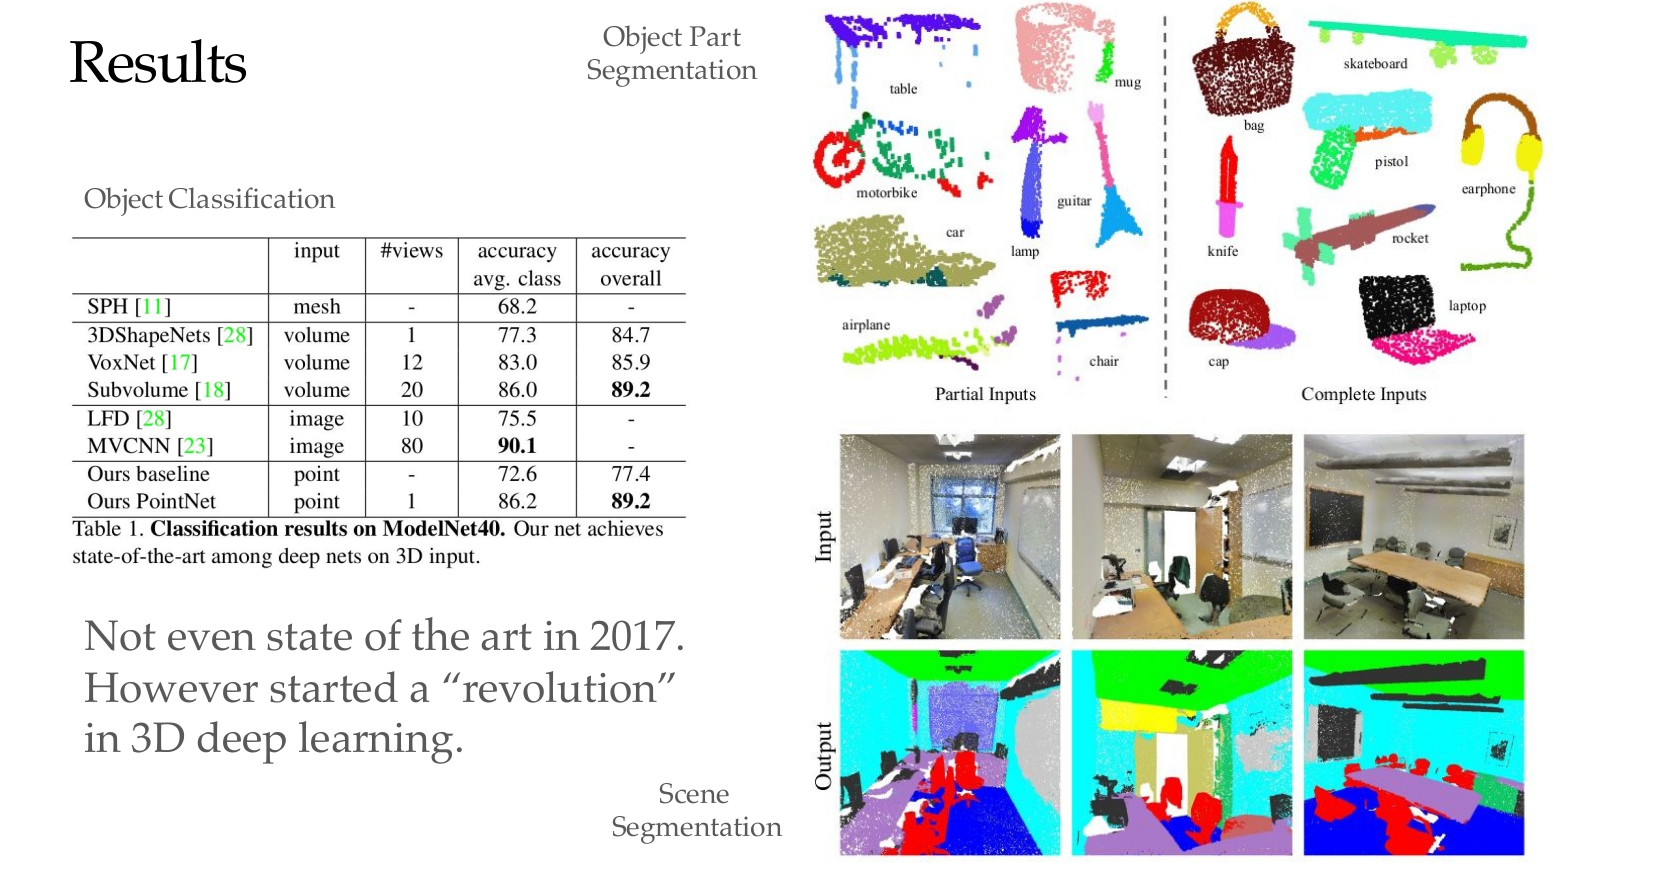 Results
Object Classification
input #views accuracy accuracy
avg. class overall
SPH [11] mesh - 68.2 -
3DShapeNets [28] volume 1 77.3 84.7
VoxNet [17] volume 12 83.0 85.9
Subvolume [18] volume 20 86.0 89.2
LFD [28] image 10 75.5 -
MVCNN [23] image 80 90.1 -
Ours baseline point - 72.6 77.4
Ours PointNet point 1 86.2 89.2
Table 1. Classification results on ModelNet40. Our net achieves
state-of-the-art among deep nets on 3D input.
Not even state of the art in 2017.
However started a “revolution”
in 3D deep learning.
Object Part
Segmentation
table
mug
motorbike
guitar
car
lamp
airplane
chair
Partial Inputs
skateboard
bag
pistol
earphone
knife
rocket
laptop
cap
Complete Inputs
Scene
Segmentation
Input
Output